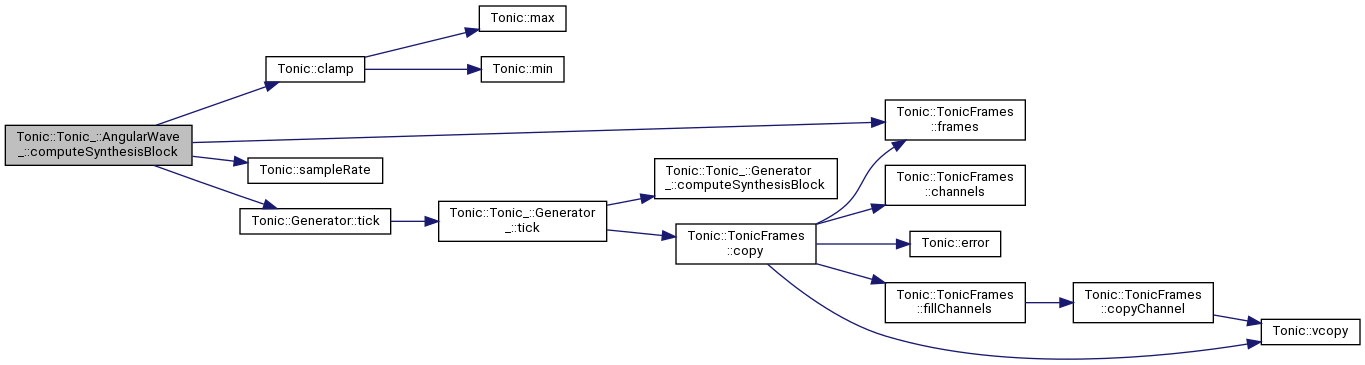 Tonic::max
Tonic::clamp
Tonic::min
Tonic::Tonic_::AngularWave
_::computeSynthesisBlock
Tonic::TonicFrames
::frames
Tonic::sampleRate
Tonic::Tonic_::Generator
_::computeSynthesisBlock
Tonic::TonicFrames
::channels
Tonic::Generator::tick
Tonic::Tonic_::Generator
_::tick
Tonic::TonicFrames
::copy
Tonic::error
Tonic::TonicFrames
::fillChannels
Tonic::TonicFrames
::copyChannel
Tonic::vcopy